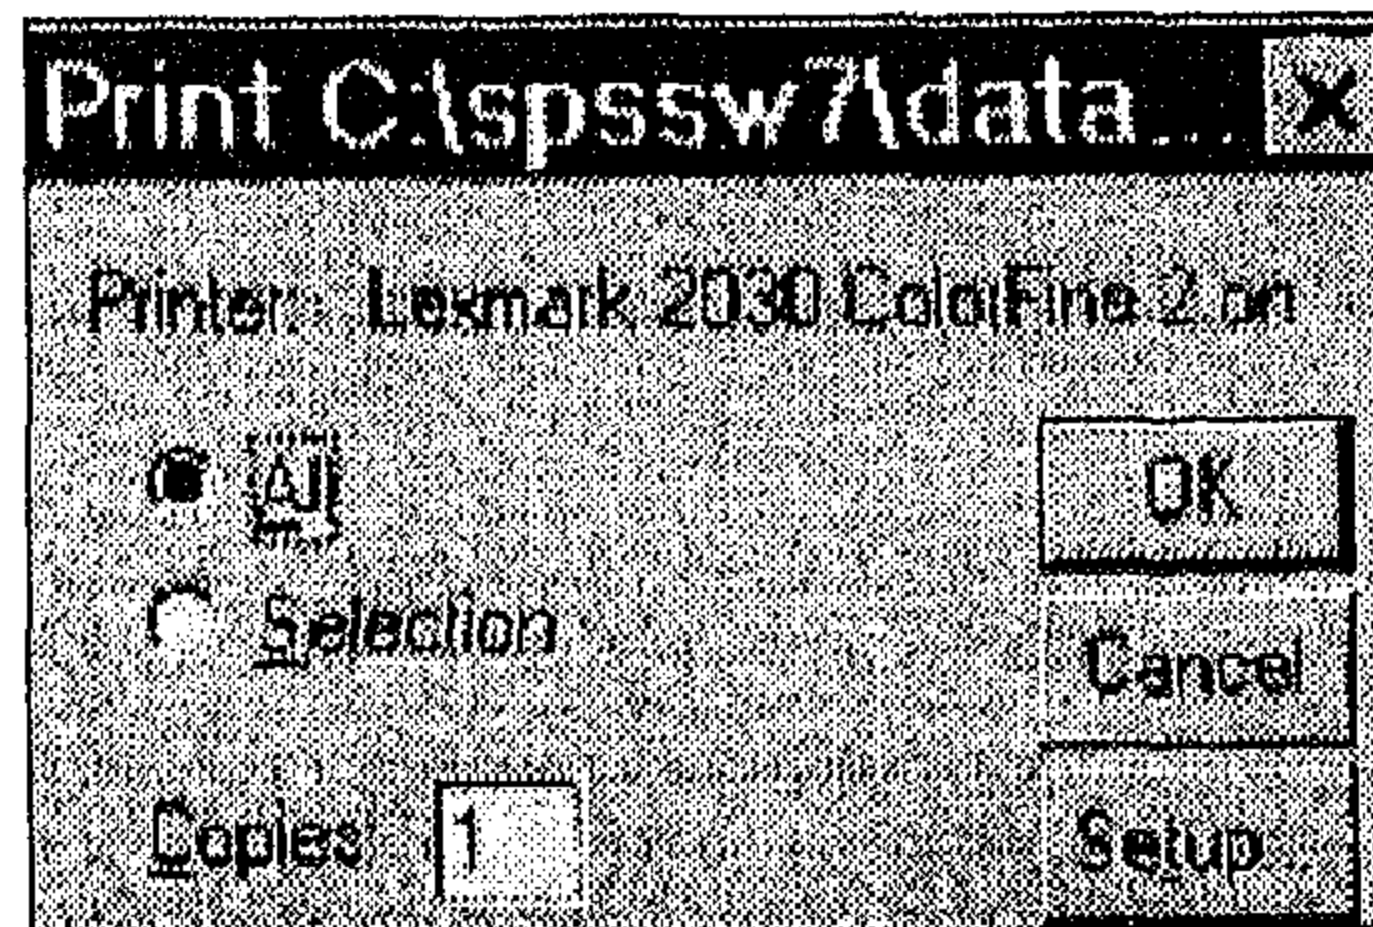 Print C:\spssw7\data...
Printer: Lexmark 2030 ColorFine 2 on
All
OK
Selection
Cancel
Copies
1
Setup...